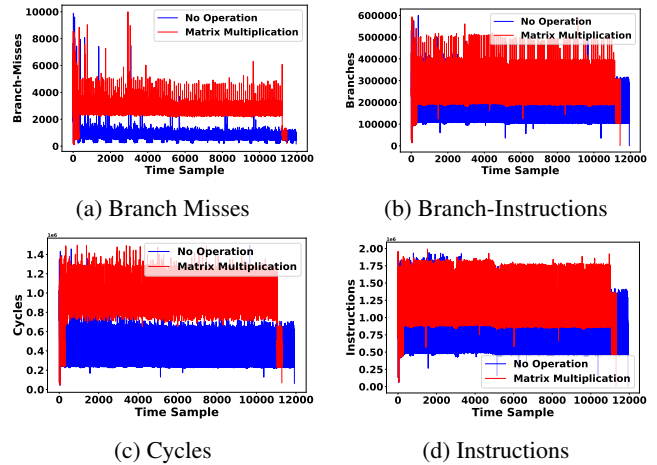 10000
8000
6000
4000
2000
0
Branch-Misses
No Operation
Matrix Multiplication
0 2000 4000 6000 8000 10000 12000
Time Sample
(a) Branch Misses
600000
500000
400000
300000
200000
100000
0
Branches
No Operation
Matrix Multiplication
0 2000 4000 6000 8000 10000 12000
Time Sample
(b) Branch-Instructions
1e6
1.4
1.2
1.0
0.8
0.6
0.4
0.2
0.0
Cycles
No Operation
Matrix Multiplication
0 2000 4000 6000 8000 10000 12000
Time Sample
(c) Cycles
1e6
2.00
1.75
1.50
1.25
1.00
0.75
0.50
0.25
0.00
Instructions
No Operation
Matrix Multiplication
0 2000 4000 6000 8000 10000 12000
Time Sample
(d) Instructions